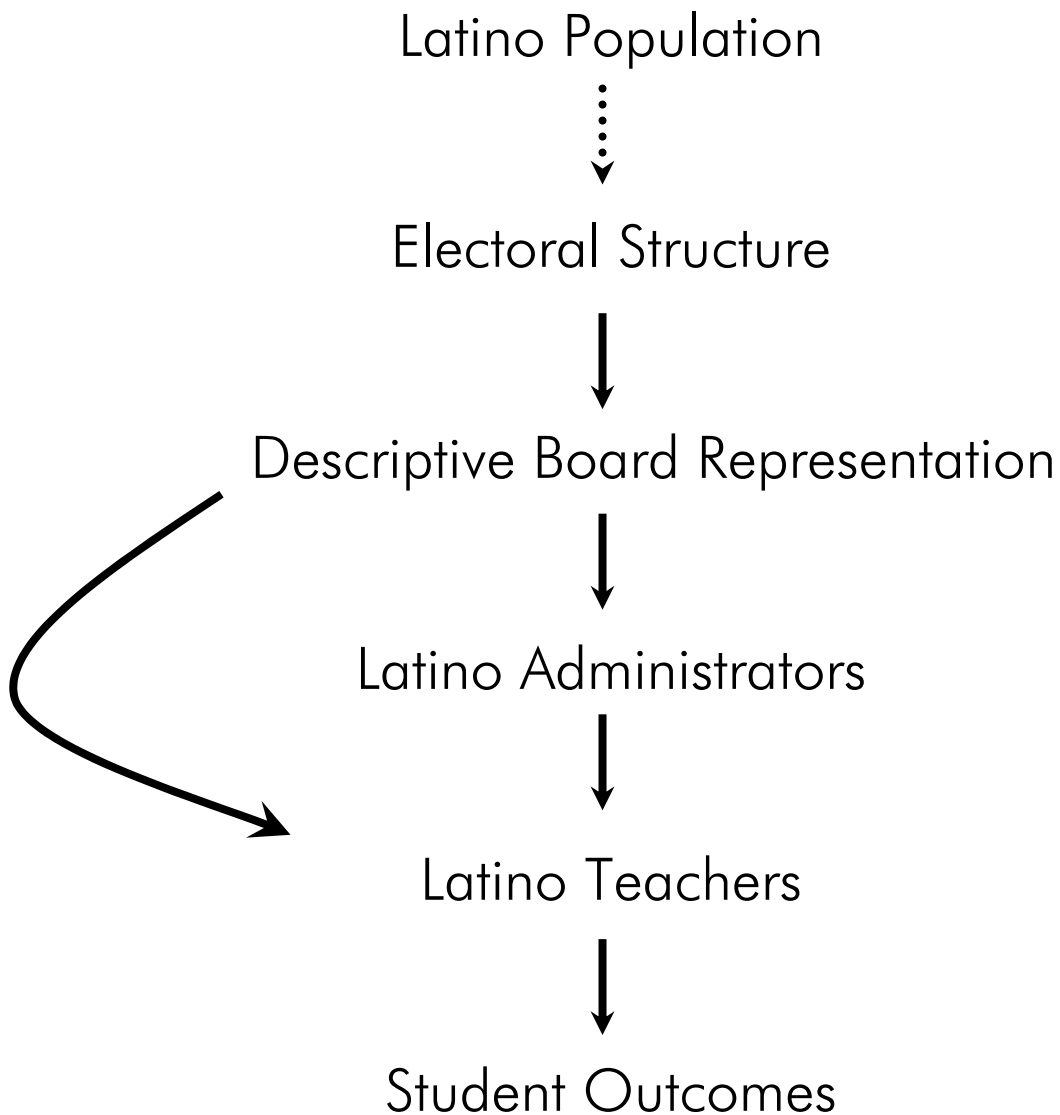 Latino Population
Electoral Structure
Descriptive Board Representation
Latino Administrators
Latino Teachers
Student Outcomes